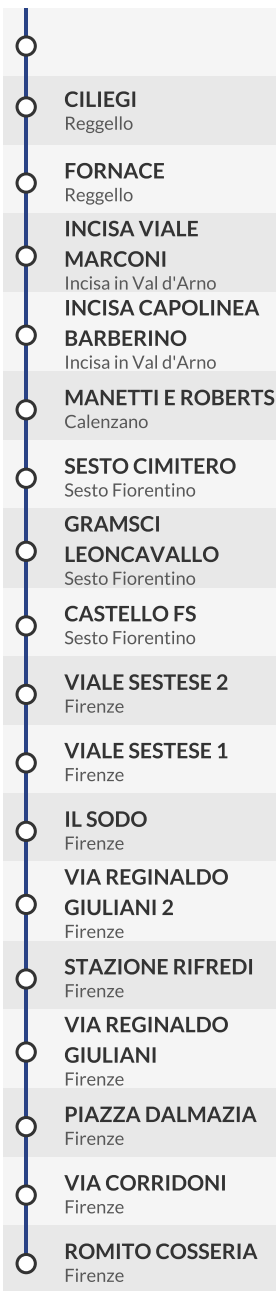 CILIEGI
Reggello
FORNACE
Reggello
INCISA VIALE
MARCONI
Incisa in Val d'Arno
INCISA CAPOLINEA
BARBERINO
Incisa in Val d'Arno
MANETTI E ROBERTS
Calenzano
SESTO CIMITERO
Sesto Fiorentino
GRAMSCI
LEONCAVALLO
Sesto Fiorentino
CASTELLO FS
Sesto Fiorentino
VIALE SESTESE 2
Firenze
VIALE SESTESE 1
Firenze
IL SODO
Firenze
VIA REGINALDO
GIULIANI 2
Firenze
STAZIONE RIFREDI
Firenze
VIA REGINALDO
GIULIANI
Firenze
PIAZZA DALMAZIA
Firenze
VIA CORRIDONI
Firenze
ROMITO COSSERIA
Firenze